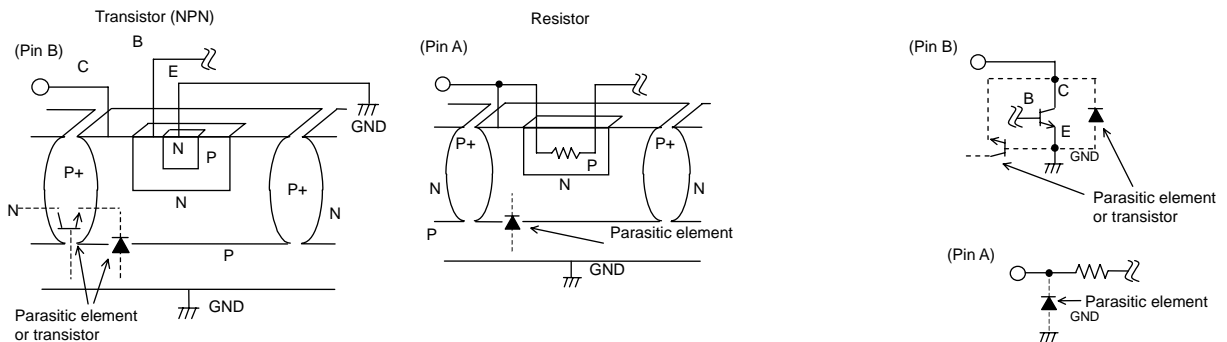 Transistor (NPN)
(Pin B)
C
B
E
GND
N
P
P+
P+
N
N
N
P
GND
Parasitic element
or transistor
Resistor
(Pin A)
P+
P+
P
N
N
N
P
Parasitic element
GND
(Pin B)
C
B
E
GND
Parasitic element
or transistor
(Pin A)
Parasitic element
GND